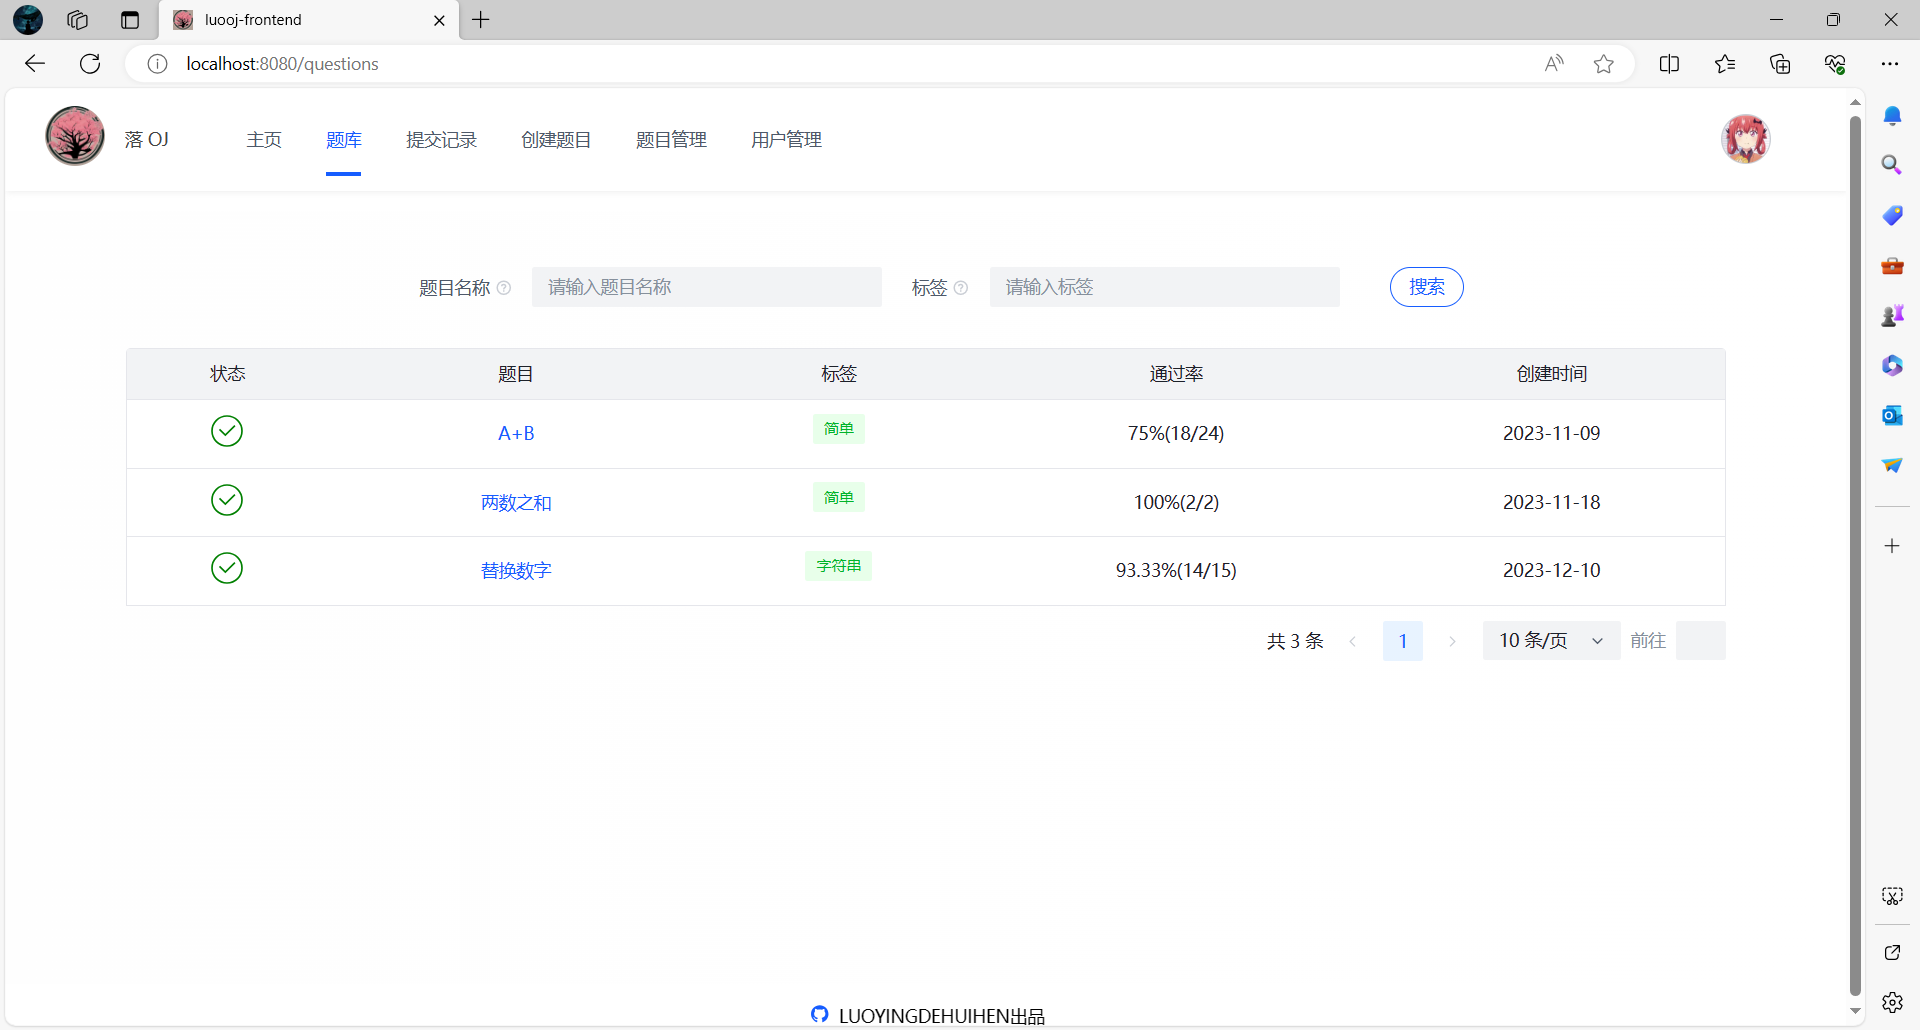 luooj-frontend
localhost:8080/questions
落 OJ 主页 题库 提交记录 创建题目 题目管理 用户管理
题目名称 请输入题目名称 标签 请输入标签 搜索
状态 题目 标签 通过率 创建时间
A+B 简单 75%(18/24) 2023-11-09
两数之和 简单 100%(2/2) 2023-11-18
替换数字 字符串 93.33%(14/15) 2023-12-10
共 3 条 1 10 条/页 前往
LUOYINGDEHUIHEN出品